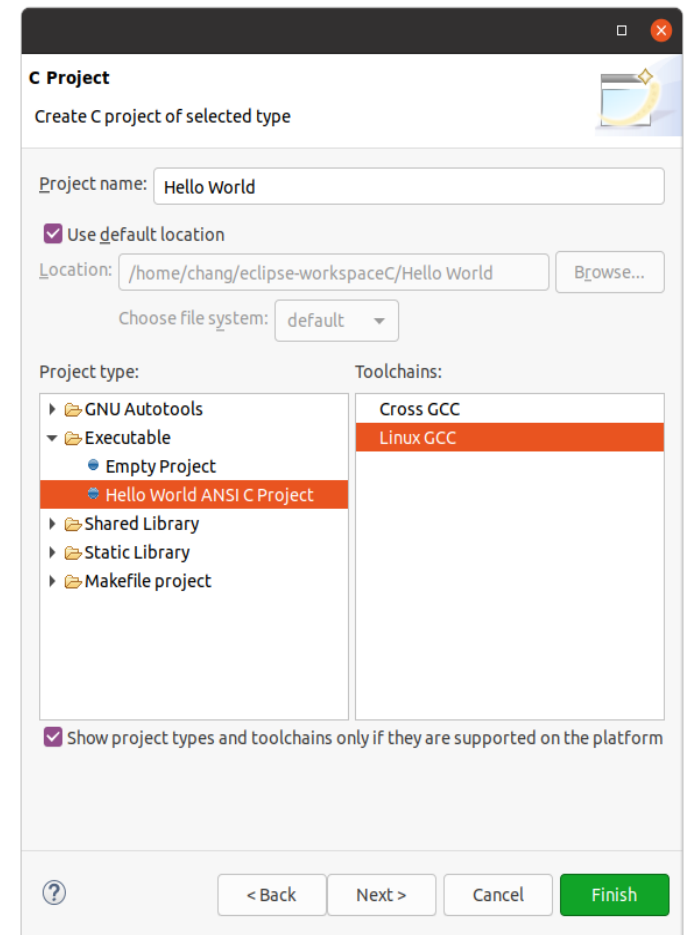 C Project
Create C project of selected type
Project name: Hello World
Use default location
Location: /home/chang/eclipse-workspaceC/Hello World Browse...
Choose file system: default
Project type: Toolchains:
GNU Autotools Cross GCC
Executable Linux GCC
Empty Project
Hello World ANSI C Project
Shared Library
Static Library
Makefile project
Show project types and toolchains only if they are supported on the platform
? < Back Next > Cancel Finish